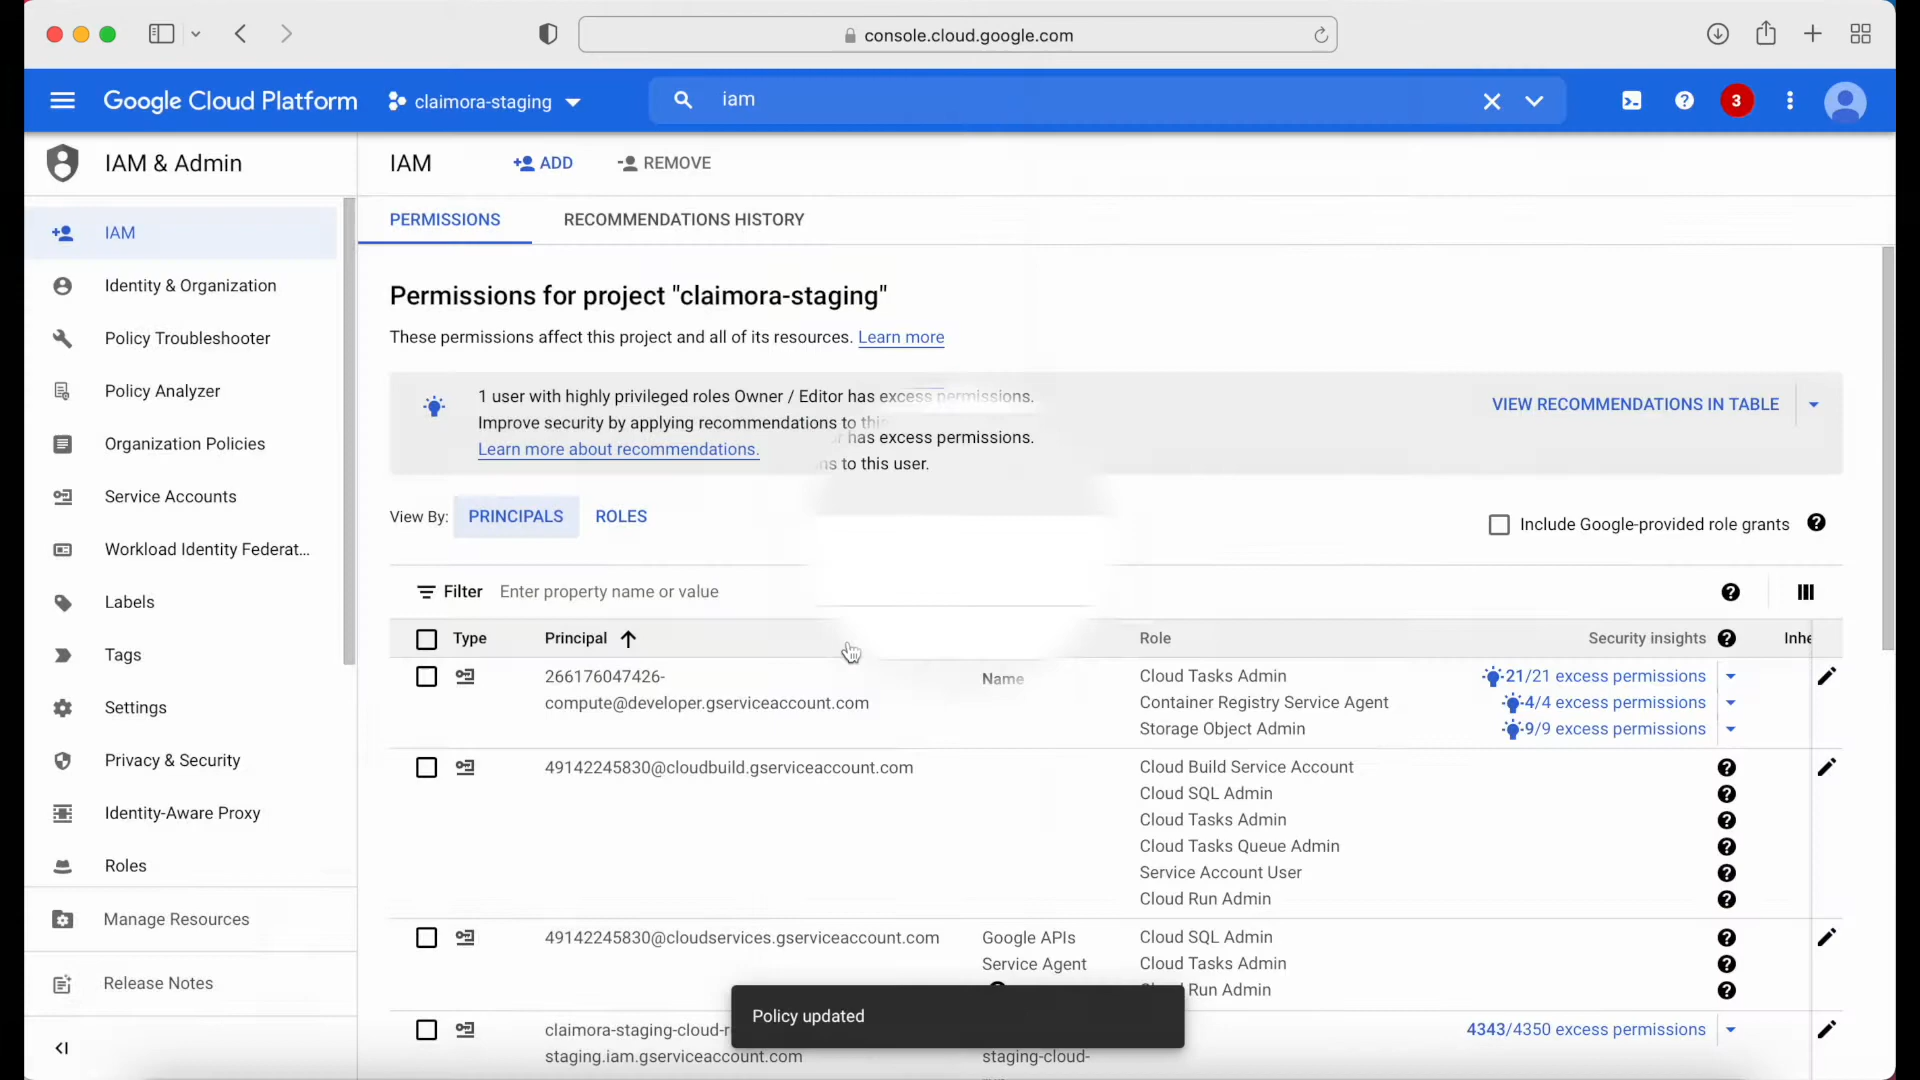 console.cloud.google.com
Google Cloud Platform
claimora-staging
iam
3
IAM & Admin
IAM
ADD
REMOVE
IAM
Identity & Organization
Policy Troubleshooter
Policy Analyzer
Organization Policies
Service Accounts
Workload Identity Federat...
Labels
Tags
Settings
Privacy & Security
Identity-Aware Proxy
Roles
Manage Resources
Release Notes
PERMISSIONS
RECOMMENDATIONS HISTORY
Permissions for project "claimora-staging"
These permissions affect this project and all of its resources. Learn more
1 user with highly privileged roles Owner / Editor has excess permissions.
Improve security by applying recommendations to this
has excess permissions.
to this user.
Learn more about recommendations.
VIEW RECOMMENDATIONS IN TABLE
View By: PRINCIPALS ROLES
Include Google-provided role grants
Filter Enter property name or value
Type Principal Name Role Security insights Inhe
266176047426-
compute@developer.gserviceaccount.com
Cloud Tasks Admin 21/21 excess permissions
Container Registry Service Agent 4/4 excess permissions
Storage Object Admin 9/9 excess permissions
49142245830@cloudbuild.gserviceaccount.com
Cloud Build Service Account
Cloud SQL Admin
Cloud Tasks Admin
Cloud Tasks Queue Admin
Service Account User
Cloud Run Admin
49142245830@cloudservices.gserviceaccount.com
Google APIs
Service Agent
Cloud SQL Admin
Cloud Tasks Admin
Run Admin
claimora-staging-cloud-r
staging.iam.gserviceaccount.com
staging-cloud-
4343/4350 excess permissions
Policy updated